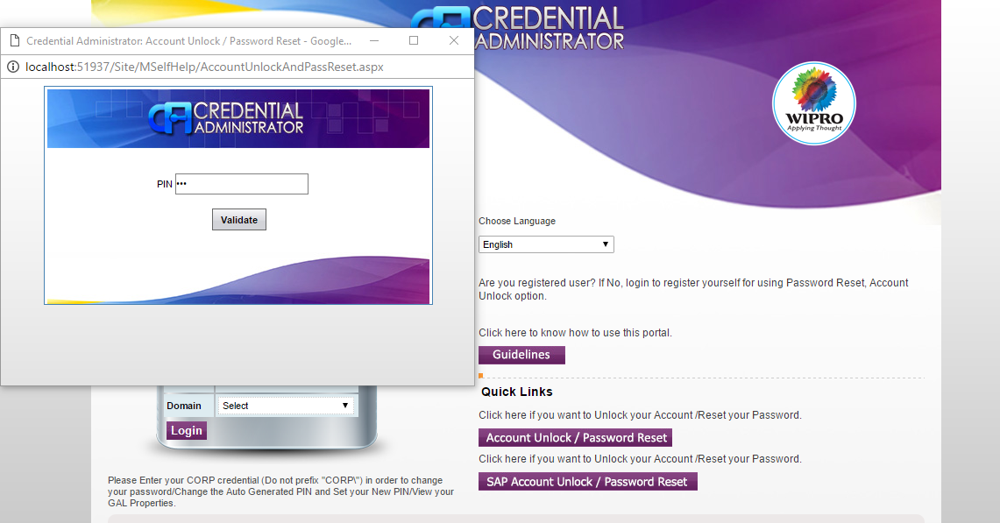 CREDENTIAL
ADMINISTRATOR
Credential Administrator: Account Unlock / Password Reset - Google...
localhost:51937/Site/MSelfHelp/AccountUnlockAndPassReset.aspx
CREDENTIAL
ADMINISTRATOR
WIPRO
Applying Thought
PIN •••
Validate
Choose Language
English
Are you registered user? If No, login to register yourself for using Password Reset, Account
Unlock option.
Click here to know how to use this portal.
Guidelines
Quick Links
Domain Select
Login
Click here if you want to Unlock your Account /Reset your Password.
Account Unlock / Password Reset
Click here if you want to Unlock your Account /Reset your Password.
SAP Account Unlock / Password Reset
Please Enter your CORP credential (Do not prefix "CORP\") in order to change
your password/Change the Auto Generated PIN and Set your New PIN/View your
GAL Properties.